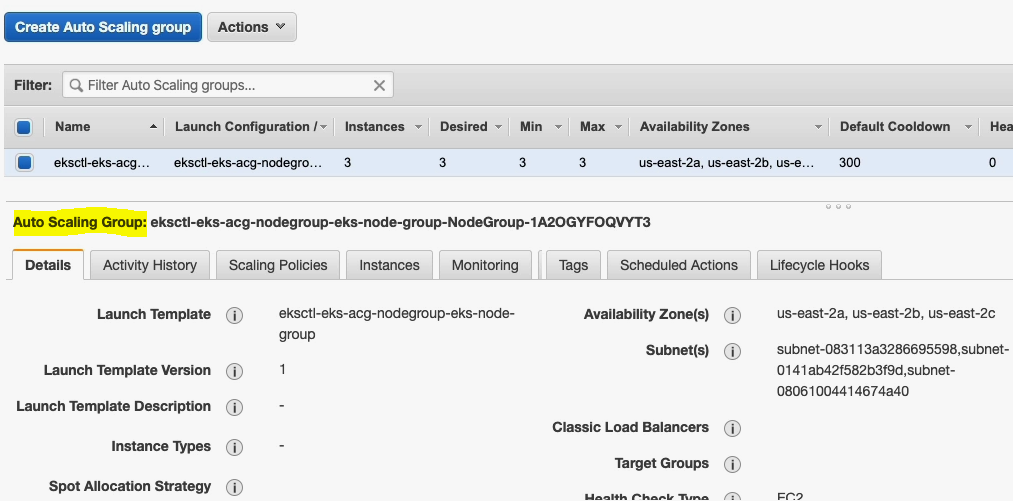 Create Auto Scaling group Actions
Filter: Filter Auto Scaling groups...
Name Launch Configuration / Instances Desired Min Max Availability Zones Default Cooldown Hea
eksctl-eks-acg... eksctl-eks-acg-nodegro... 3 3 3 3 us-east-2a, us-east-2b, us-e... 300 0
Auto Scaling Group: eksctl-eks-acg-nodegroup-eks-node-group-NodeGroup-1A2OGYFOQVYT3
Details Activity History Scaling Policies Instances Monitoring Tags Scheduled Actions Lifecycle Hooks
Launch Template eksctl-eks-acg-nodegroup-eks-node-
group
Launch Template Version 1
Launch Template Description -
Instance Types -
Spot Allocation Strategy
Availability Zone(s) us-east-2a, us-east-2b, us-east-2c
Subnet(s) subnet-083113a3286695598,subnet-
0141ab42f582b3f9d,subnet-
08061004414674a40
Classic Load Balancers
Target Groups
Health Check Type EC2